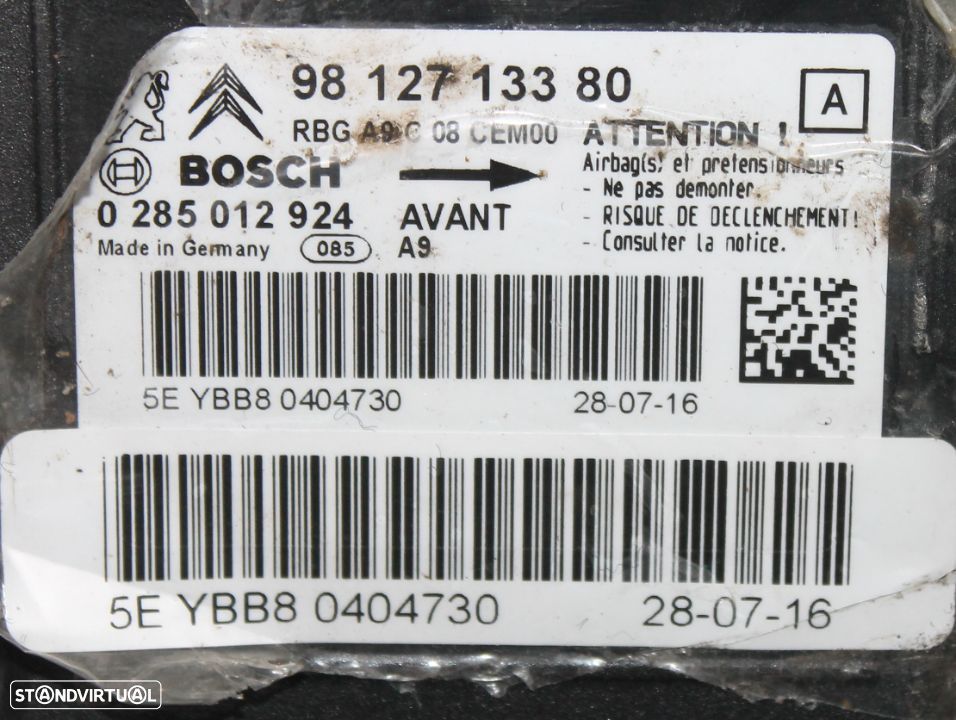 98 127 133 80
A
RBG A9 C 08 CEM00
ATTENTION !
Airbag(s) et pretensionneurs
- Ne pas demonter
- RISQUE DE DECLENCHEMENT!
- Consulter la notice.
BOSCH
0 285 012 924
AVANT
Made in Germany
085
A9
5E YBB8 0404730
28-07-16
5E YBB8 0404730
28-07-16
STANDVIRTUAL